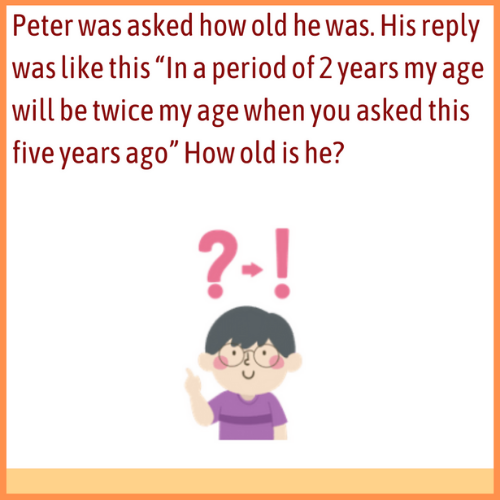 Peter was asked how old he was. His reply
was like this “In a period of 2 years my age
will be twice my age when you asked this
five years ago” How old is he?
? !